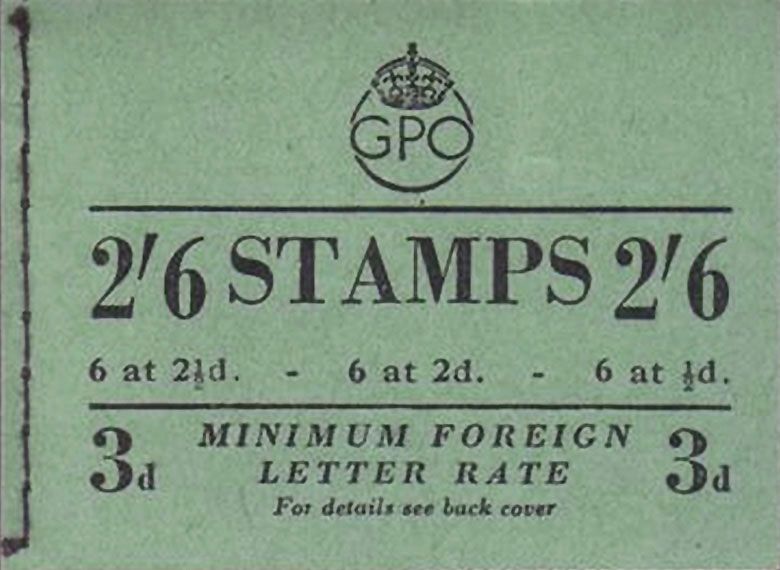 GPO
2'6 STAMPS 2'6
6 at 2½d. - 6 at 2d. - 6 at ½d.
3d MINIMUM FOREIGN 3d
LETTER RATE
For details see back cover